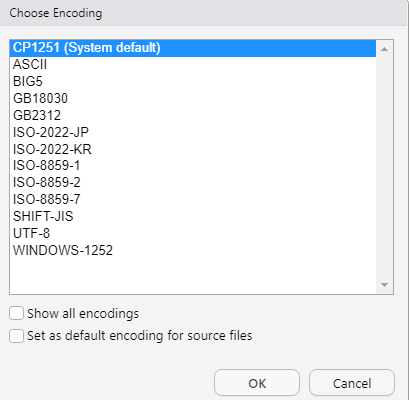 Choose Encoding
CP1251 (System default)
ASCII
BIG5
GB18030
GB2312
ISO-2022-JP
ISO-2022-KR
ISO-8859-1
ISO-8859-2
ISO-8859-7
SHIFT-JIS
UTF-8
WINDOWS-1252
Show all encodings
Set as default encoding for source files
OK Cancel